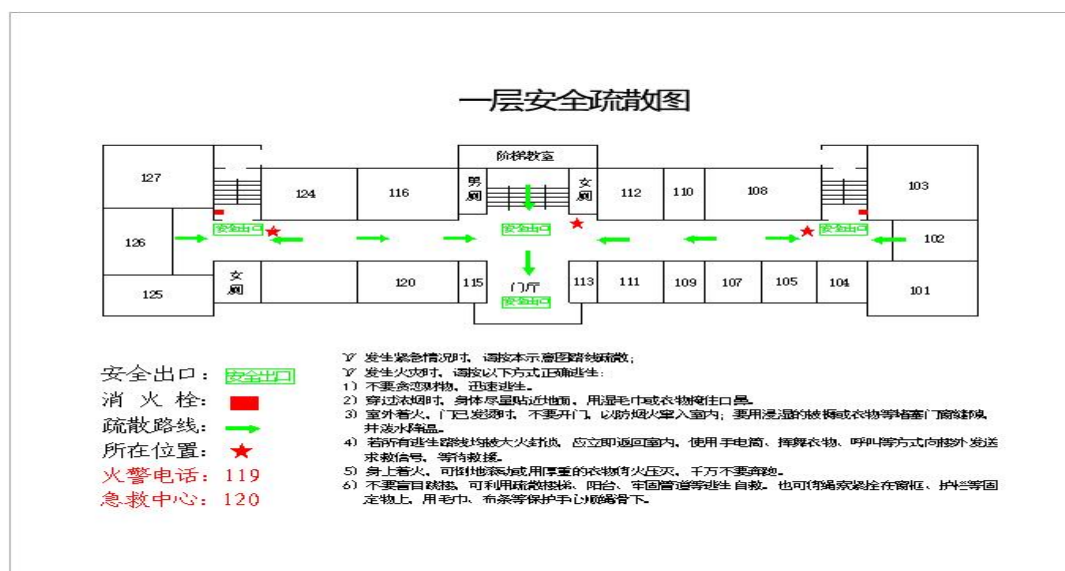 一层安全疏散图
阶梯教室
127
124
116
男厕
女厕
112
110
108
103
安全出口
安全出口
安全出口
126
102
女厕
120
115
门厅
113
111
109
107
105
104
125
安全出口
101
安全出口: 安全出口
消火栓:
疏散路线:
所在位置:
火警电话: 119
急救中心: 120
√ 发生紧急情况时，请按本示意图路线疏散;
√ 发生火灾时，请按以下方式正确逃生:
1) 不要贪恋财物，迅速逃生。
2) 穿过浓烟时，身体尽量贴近地面，用湿毛巾或衣物掩住口鼻。
3) 室外着火，门已发烫时，不要开门，以防烟火窜入室内; 要用浸湿的被褥或衣物等堵塞门窗缝隙，
并泼水降温。
4) 若所有逃生路线均被大火封锁，应立即返回室内，使用手电筒、挥舞衣物、呼叫等方式向楼外发送
求救信号，等待救援。
5) 身上着火，可倒地滚动或用厚重的衣物将火压灭，千万不要奔跑。
6) 不要盲目跳楼，可利用疏散楼梯、阳台、牢固管道等逃生自救。也可将绳索紧拴在窗框、护栏等固
定物上，用毛巾、布条等保护手心顺绳滑下。